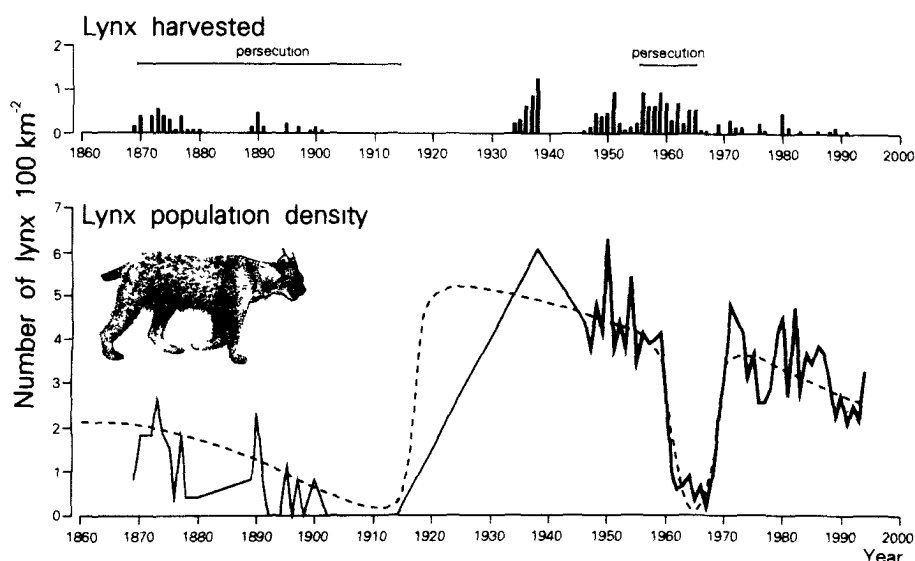 Lynx harvested
persecution persecution
2
1
0
1860 1870 1880 1890 1900 1910 1920 1930 1940 1950 1960 1970 1980 1990 2000
Number of lynx 100 km⁻²
Lynx population density
7
6
5
4
3
2
1
0
1860 1870 1880 1890 1900 1910 1920 1930 1940 1950 1960 1970 1980 1990 2000
Year